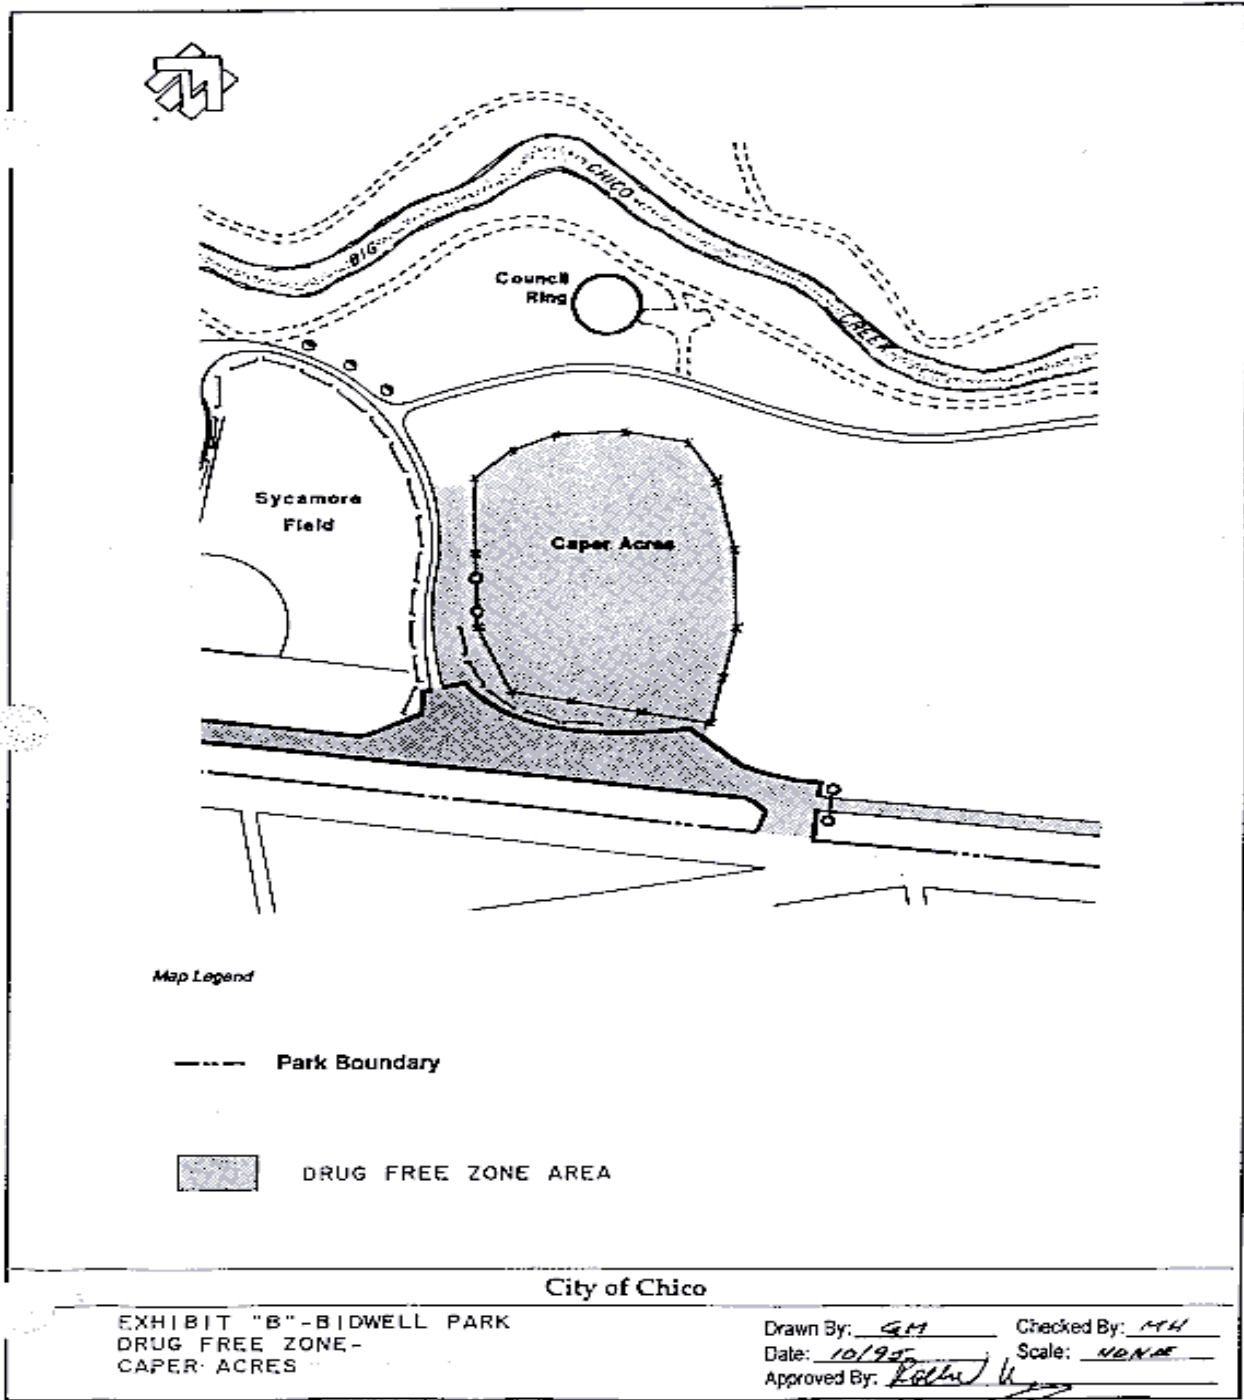 BIG
CHICO
CREEK
Council
Ring
Sycamore
Field
Caper Acres
Map Legend
Park Boundary
DRUG FREE ZONE AREA
City of Chico
EXHIBIT "B"-BIDWELL PARK
DRUG FREE ZONE-
CAPER ACRES
Drawn By: GM
Checked By: MH
Date: 10/95
Scale: NONE
Approved By: